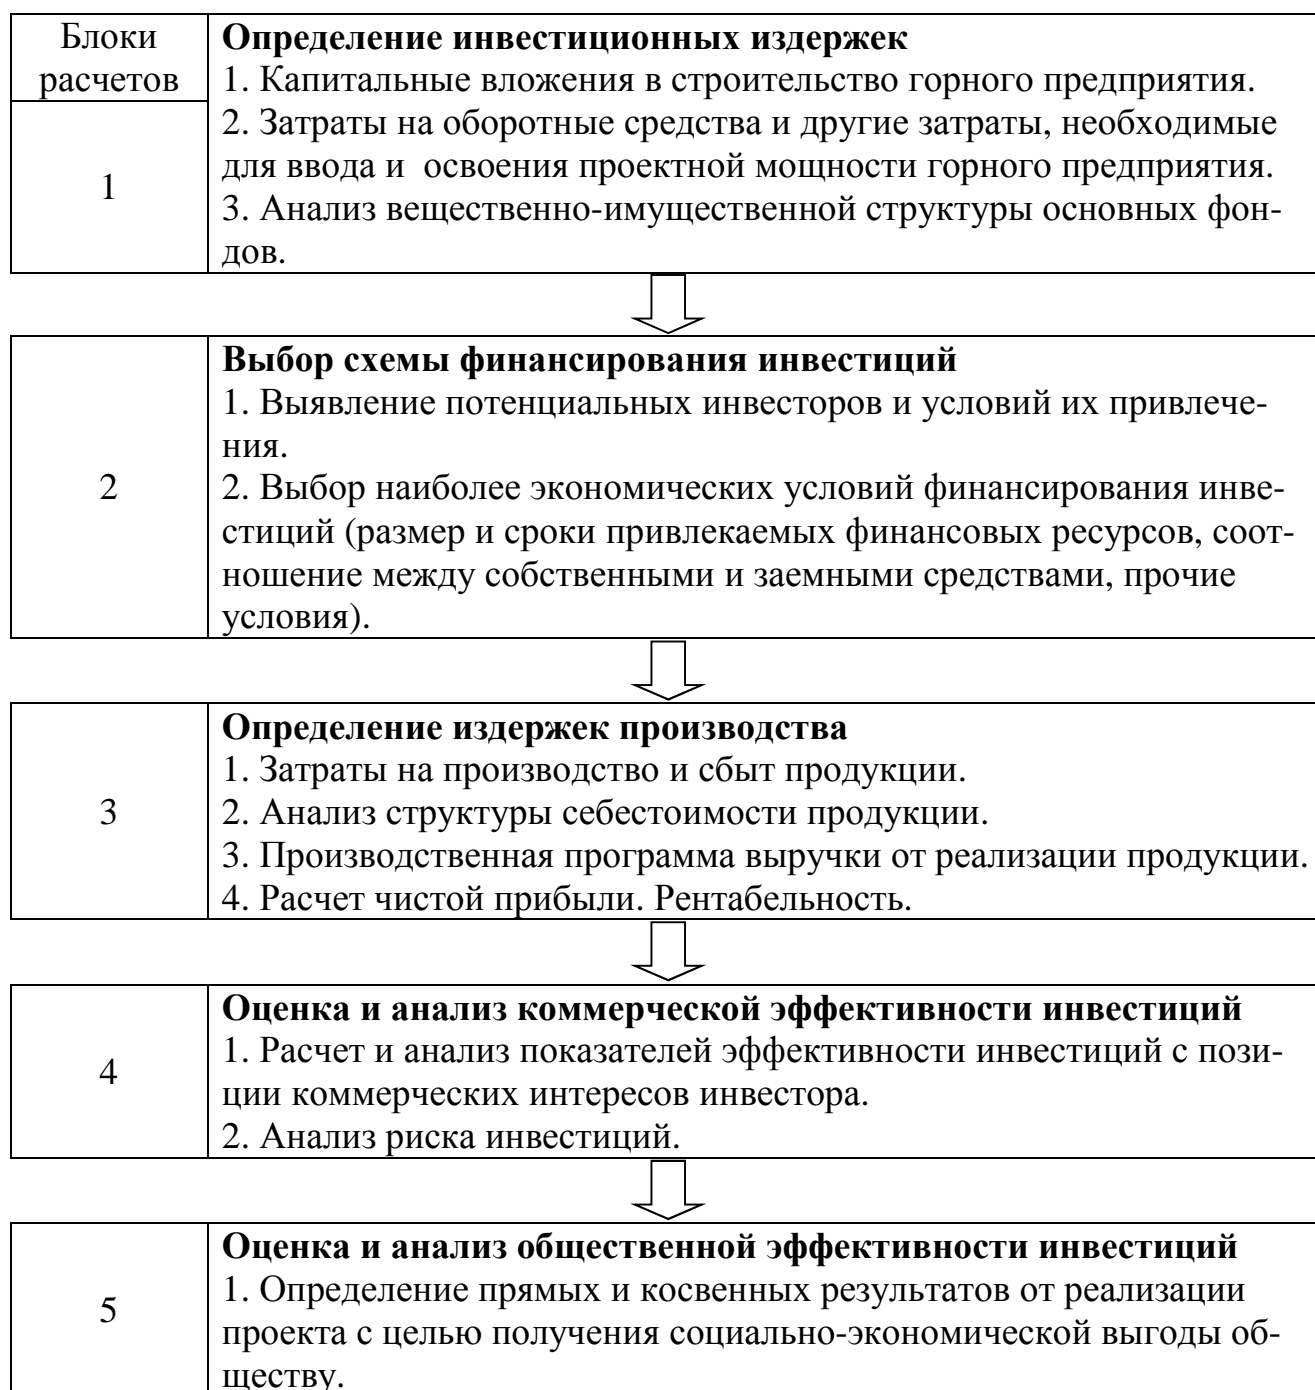 Блоки
расчетов
1
Определение инвестиционных издержек
1. Капитальные вложения в строительство горного предприятия.
2. Затраты на оборотные средства и другие затраты, необходимые
для ввода и  освоения проектной мощности горного предприятия.
3. Анализ вещественно-имущественной структуры основных фон-
дов.
2
Выбор схемы финансирования инвестиций
1. Выявление потенциальных инвесторов и условий их привлече-
ния.
2. Выбор наиболее экономических условий финансирования инве-
стиций (размер и сроки привлекаемых финансовых ресурсов, соот-
ношение между собственными и заемными средствами, прочие
условия).
3
Определение издержек производства
1. Затраты на производство и сбыт продукции.
2. Анализ структуры себестоимости продукции.
3. Производственная программа выручки от реализации продукции.
4. Расчет чистой прибыли. Рентабельность.
4
Оценка и анализ коммерческой эффективности инвестиций
1. Расчет и анализ показателей эффективности инвестиций с пози-
ции коммерческих интересов инвестора.
2. Анализ риска инвестиций.
5
Оценка и анализ общественной эффективности инвестиций
1. Определение прямых и косвенных результатов от реализации
проекта с целью получения социально-экономической выгоды об-
ществу.